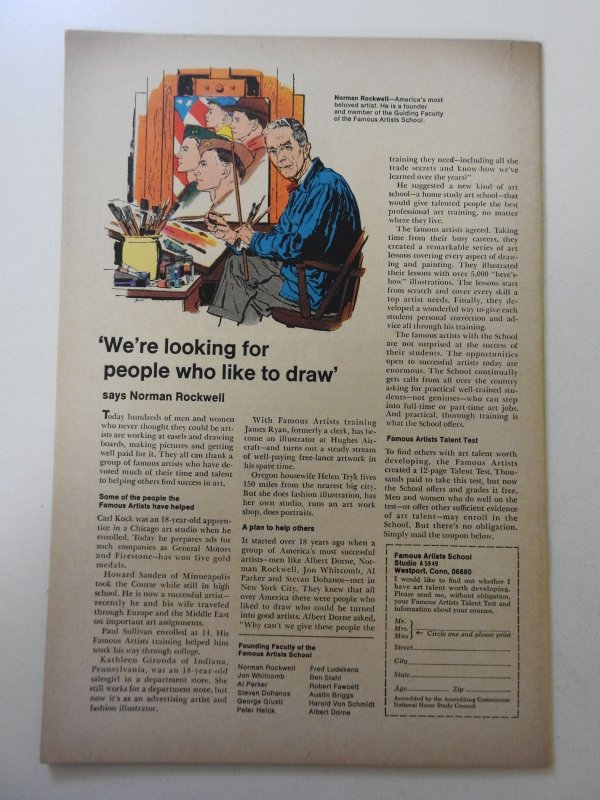 Norman Rockwell—America's most
beloved artist. He is a founder
and member of the Guiding Faculty
of the Famous Artists School.
'We're looking for
people who like to draw'
says Norman Rockwell
Today hundreds of men and women
who never thought they could be art-
ists are working at easels and drawing
boards, making pictures and getting
well paid for it. They all can thank a
group of famous artists who have de-
voted much of their time and talent
to helping others find success in art.
Some of the people the
Famous Artists have helped
Carl Kock was an 18-year-old appren-
tice in a Chicago art studio when he
enrolled. Today he prepares ads for
such companies as General Motors
and Firestone—has won five gold
medals.
Howard Sanden of Minneapolis
took the Course while still in high
school. He is now a successful artist—
recently he and his wife traveled
through Europe and the Middle East
on important art assignments.
Paul Sullivan enrolled at 14. His
Famous Artists training helped him
work his way through college.
Kathleen Gironda of Indiana,
Pennsylvania, was an 18-year-old
salesgirl in a department store. She
still works for a department store, but
now it's as an advertising artist and
fashion illustrator.
With Famous Artists training
James Ryan, formerly a clerk, has be-
come an illustrator at Hughes Air-
craft—and turns out a steady stream
of well-paying free-lance artwork in
his spare time.
Oregon housewife Helen Tryk lives
150 miles from the nearest big city.
But she does fashion illustration, has
her own studio, runs an art work
shop, does portraits.
A plan to help others
It started over 18 years ago when a
group of America's most successful
artists—men like Albert Dorne, Nor-
man Rockwell, Jon Whitcomb, Al
Parker and Stevan Dohanos—met in
New York City. They knew that all
over America there were people who
liked to draw who could be turned
into good artists. Albert Dorne asked,
"Why can't we give these people the
Founding Faculty of the
Famous Artists School
Norman Rockwell
Jon Whitcomb
Al Parker
Stevan Dohanos
George Giusti
Peter Helck
Fred Ludekens
Ben Stahl
Robert Fawcett
Austin Briggs
Harold Von Schmidt
Albert Dorne
training they need—including all the
trade secrets and know-how we've
learned over the years?"
He suggested a new kind of art
school—a home study art school—that
would give talented people the best
professional art training, no matter
where they live.
The famous artists agreed. Taking
time from their busy careers, they
created a remarkable series of art
lessons covering every aspect of draw-
ing and painting. They illustrated
their lessons with over 5,000 "here's-
how" illustrations. The lessons start
from scratch and cover every skill a
top artist needs. Finally, they de-
veloped a wonderful way to give each
student personal correction and ad-
vice all through his training.
The famous artists with the School
are not surprised at the success of
their students. The opportunities
open to successful artists today are
enormous. The School continually
gets calls from all over the country
asking for practical well-trained stu-
dents—not geniuses—who can step
into full-time or part-time art jobs.
And practical, thorough training is
what the School offers.
Famous Artists Talent Test
To find others with art talent worth
developing, the Famous Artists
created a 12-page Talent Test. Thou-
sands paid to take this test, but now
the School offers and grades it free.
Men and women who do well on the
test—or offer other sufficient evidence
of art talent—may enroll in the
School. But there's no obligation.
Simply mail the coupon below.
Famous Artists School
Studio A5949
Westport, Conn. 06880
I would like to find out whether I
have art talent worth developing.
Please send me, without obligation,
your Famous Artists Talent Test and
information about your courses.
Mr.
Mrs.
Miss ← Circle one and please print
Street
City
State
Age Zip
Accredited by the Accrediting Commission
National Home Study Council